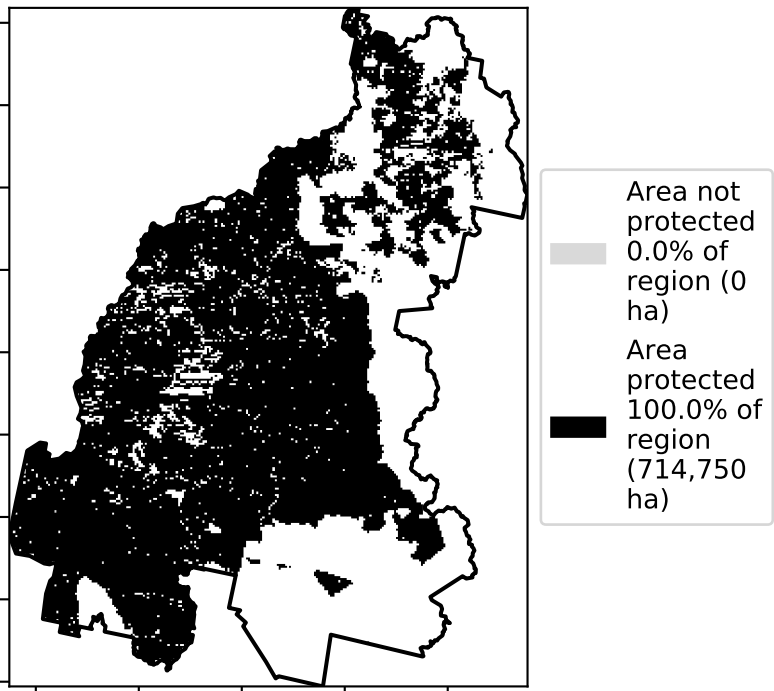 Area not
protected
0.0% of
region (0
ha)
Area
protected
100.0% of
region
(714,750
ha)